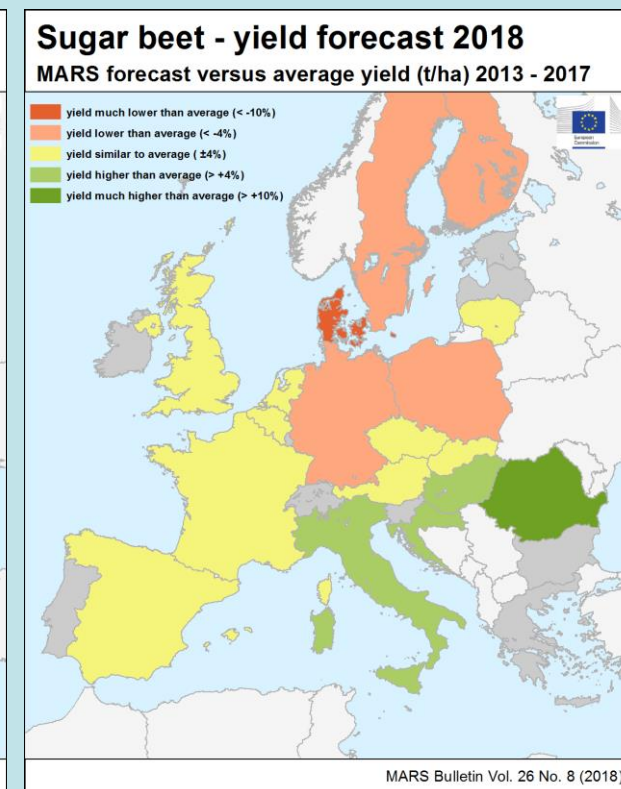 Sugar beet - yield forecast 2018
MARS forecast versus average yield (t/ha) 2013 - 2017
yield much lower than average (< -10%)
yield lower than average (< -4%)
yield similar to average ( ±4%)
yield higher than average (> +4%)
yield much higher than average (> +10%)
European
Commission
MARS Bulletin Vol. 26 No. 8 (2018)